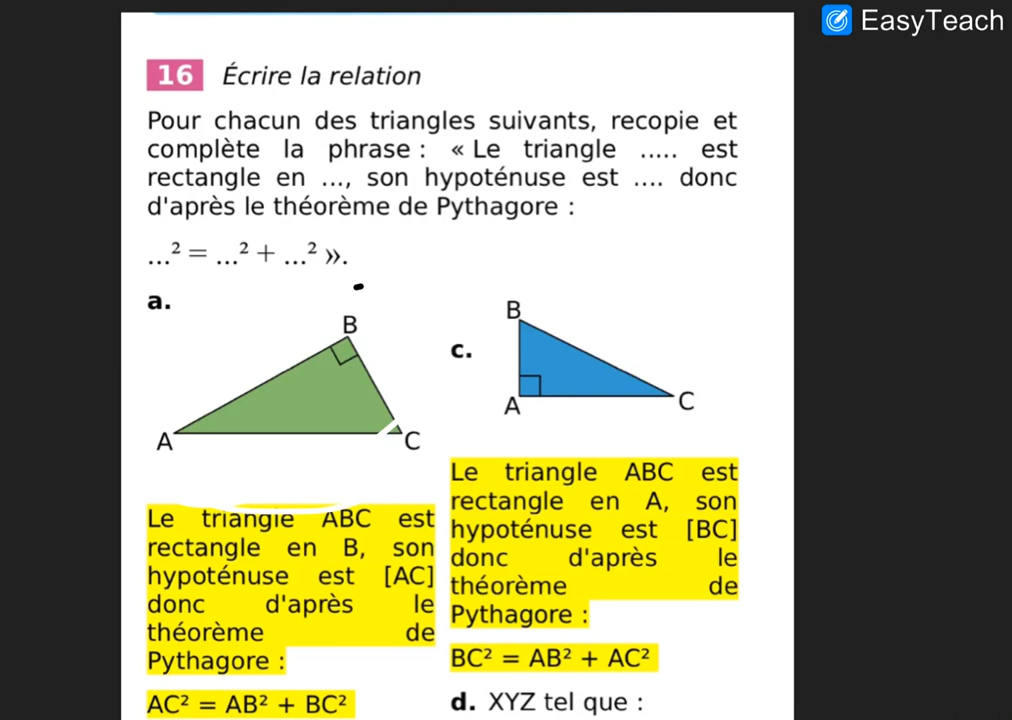 EasyTeach
16 Écrire la relation
Pour chacun des triangles suivants, recopie et
complète la phrase : « Le triangle ..... est
rectangle en ..., son hypoténuse est .... donc
d'après le théorème de Pythagore :
...² = ...² + ...² ».
a.
B
A
C
Le triangle ABC est
rectangle en B, son
hypoténuse est [AC]
donc d'après le
théorème de
Pythagore :
AC² = AB² + BC²
c.
B
A
C
Le triangle ABC est
rectangle en A, son
hypoténuse est [BC]
donc d'après le
théorème de
Pythagore :
BC² = AB² + AC²
d. XYZ tel que :